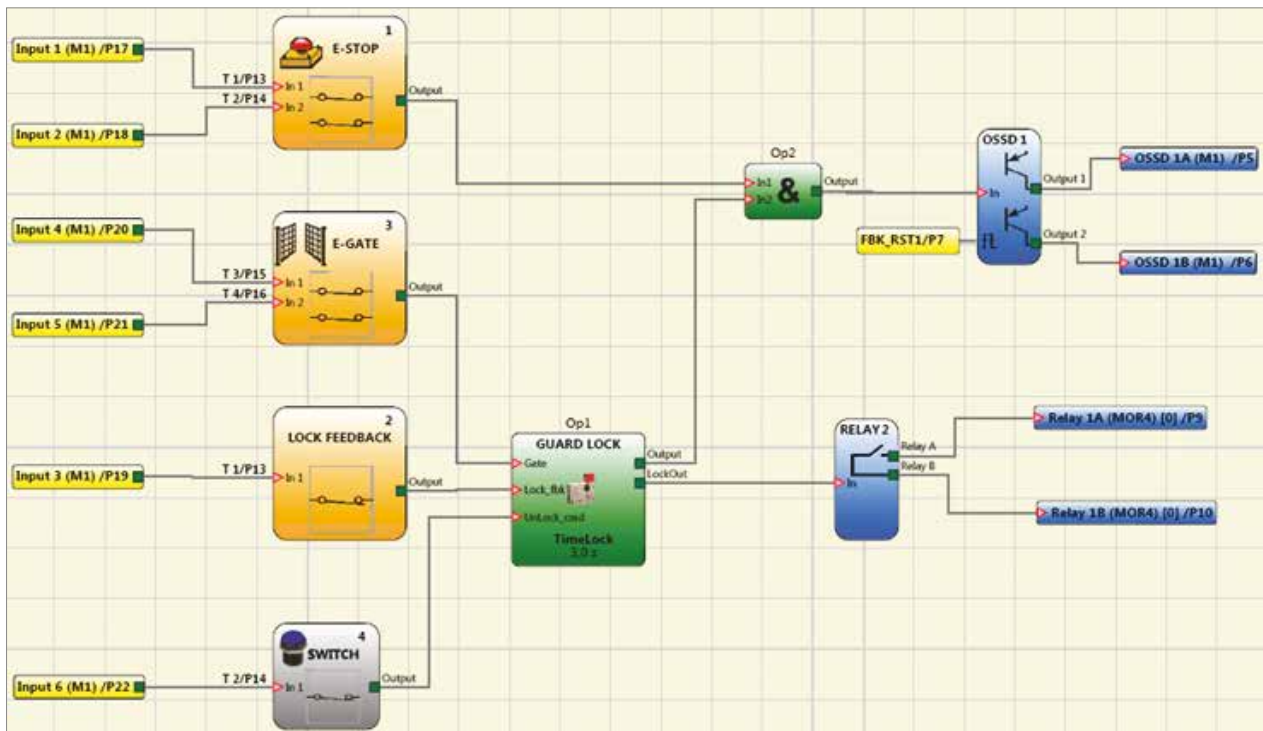 1
E-STOP
Input 1 (M1) /P17
T 1/P13
In 1
T 2/P14
In 2
Output
Input 2 (M1) /P18
Op2
In1
In2
&
Output
OSSD 1
In
Output 1
Output 2
OSSD 1A (M1) /P5
FBK_RST1/P7
OSSD 1B (M1) /P6
3
E-GATE
Input 4 (M1) /P20
T 3/P15
In 1
T 4/P16
In 2
Output
Input 5 (M1) /P21
2
LOCK FEEDBACK
Input 3 (M1) /P19
T 1/P13
In 1
Output
Op1
GUARD LOCK
Gate
Lock_fbk
UnLock_cmd
Output
LockOut
TimeLock
3.0 s
RELAY 2
In
Relay A
Relay B
Relay 1A (MOR4) [0] /P9
Relay 1B (MOR4) [0] /P10
4
SWITCH
Input 6 (M1) /P22
T 2/P14
In 1
Output